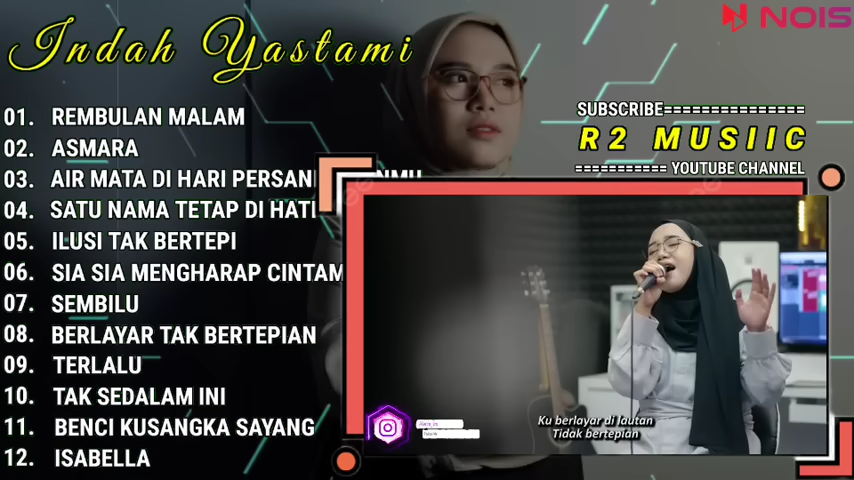 Indah Yastami
NOIS
01. REMBULAN MALAM
02. ASMARA
03. AIR MATA DI HARI
04. SATU NAMA TETAP DI HATI
05. ILUSI TAK BERTEPI
06. SIA SIA MENGHARAP
07. SEMBILU
08. BERLAYAR TAK BERTEPIAN
09. TERLALU
10. TAK SEDALAM INI
11. BENCI KUSANGKA SAYANG
12. ISABELLA
SUBSCRIBE===============
R2 MUSIIC
=========== YOUTUBE CHANNEL
Ku berlayar di lautan
Tidak bertepian